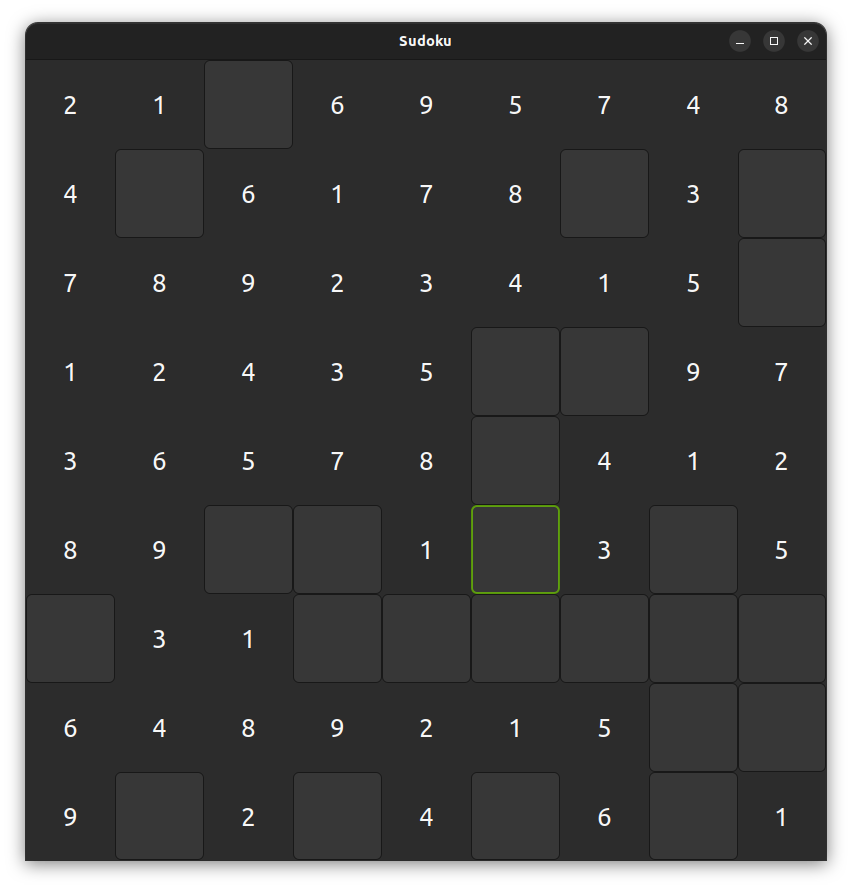 Sudoku
2 1 6 9 5 7 4 8
4 6 1 7 8 3
7 8 9 2 3 4 1 5
1 2 4 3 5 9 7
3 6 5 7 8 4 1 2
8 9 1 3 5
3 1
6 4 8 9 2 1 5
9 2 4 6 1